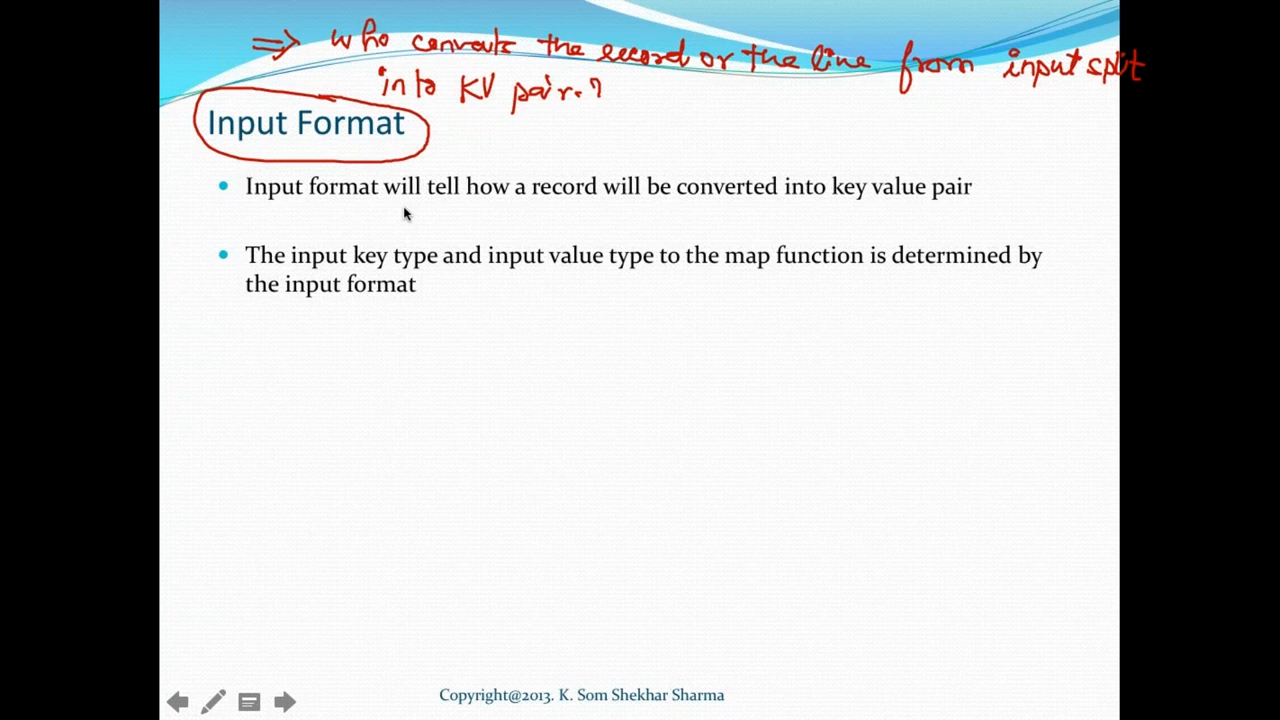 ⇒ who converts the record or the line from input split
into KV pair.?
Input Format
• Input format will tell how a record will be converted into key value pair
• The input key type and input value type to the map function is determined by
the input format
Copyright@2013. K. Som Shekhar Sharma